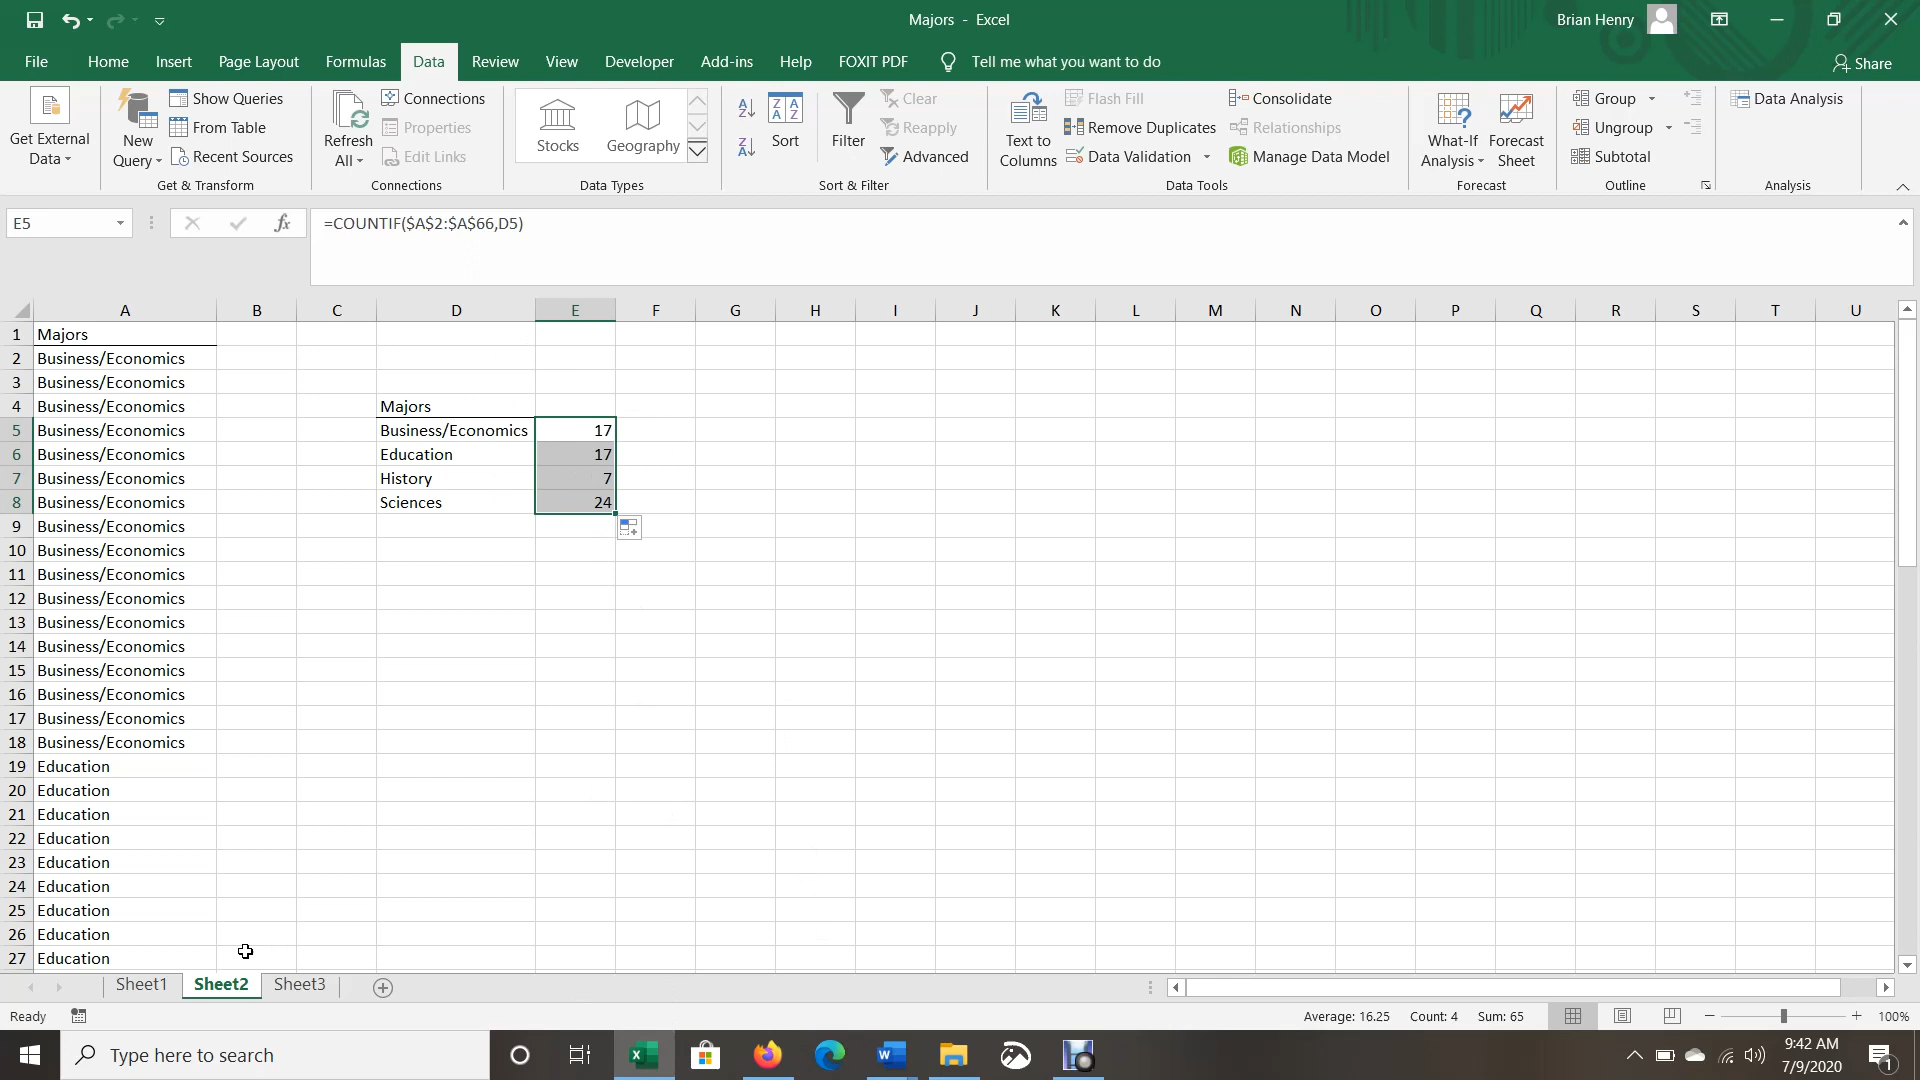 Majors - Excel
Brian Henry
File Home Insert Page Layout Formulas Data Review View Developer Add-ins Help FOXIT PDF Tell me what you want to do Share
Get External Data
New Query
Show Queries
From Table
Recent Sources
Get & Transform
Refresh All
Connections
Properties
Edit Links
Connections
Stocks
Geography
Data Types
Sort
Filter
Clear
Reapply
Advanced
Sort & Filter
Text to Columns
Flash Fill
Remove Duplicates
Data Validation
Consolidate
Relationships
Manage Data Model
Data Tools
What-If Analysis
Forecast Sheet
Forecast
Group
Ungroup
Subtotal
Outline
Data Analysis
Analysis
E5 fx =COUNTIF($A$2:$A$66,D5)
A B C D E F G H I J K L M N O P Q R S T U
1 Majors
2 Business/Economics
3 Business/Economics
4 Business/Economics Majors
5 Business/Economics Business/Economics 17
6 Business/Economics Education 17
7 Business/Economics History 7
8 Business/Economics Sciences 24
9 Business/Economics
10 Business/Economics
11 Business/Economics
12 Business/Economics
13 Business/Economics
14 Business/Economics
15 Business/Economics
16 Business/Economics
17 Business/Economics
18 Business/Economics
19 Education
20 Education
21 Education
22 Education
23 Education
24 Education
25 Education
26 Education
27 Education
Sheet1 Sheet2 Sheet3
Ready Average: 16.25 Count: 4 Sum: 65 100%
Type here to search
9:42 AM
7/9/2020
1